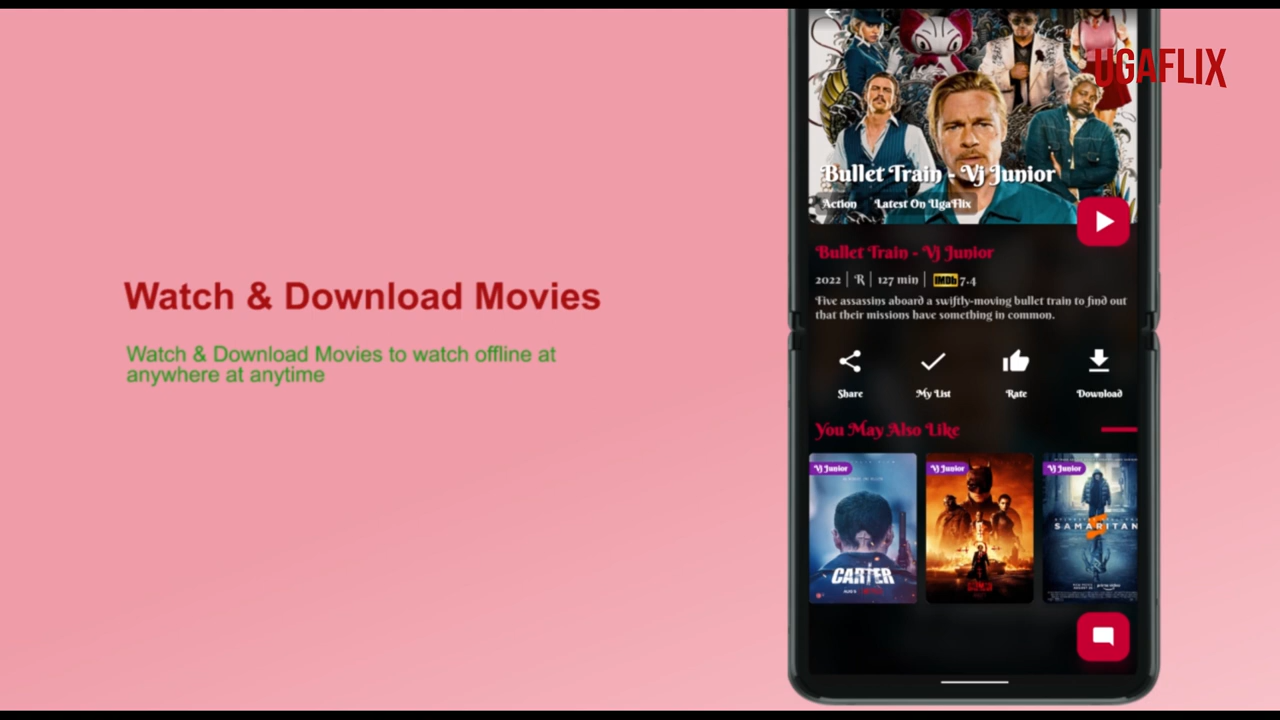 UGAFLIX
Watch & Download Movies
Watch & Download Movies to watch offline at
anywhere at anytime
Bullet Train - Vj Junior
Action Latest On UgaFlix
Bullet Train - Vj Junior
2022 | R | 127 min | IMDb 7.4
Five assassins aboard a swiftly-moving bullet train to find out
that their missions have something in common.
Share My List Rate Download
You May Also Like
Vj Junior Vj Junior Vj Junior
CARTER
SAMARITAN